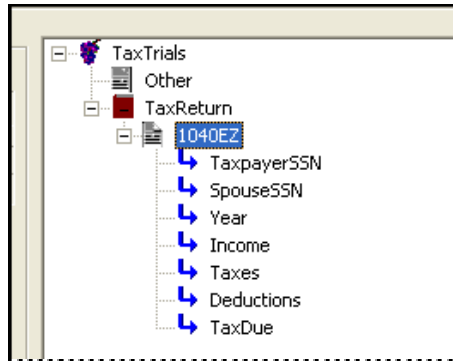 TaxTrials
Other
TaxReturn
1040EZ
TaxpayerSSN
SpouseSSN
Year
Income
Taxes
Deductions
TaxDue